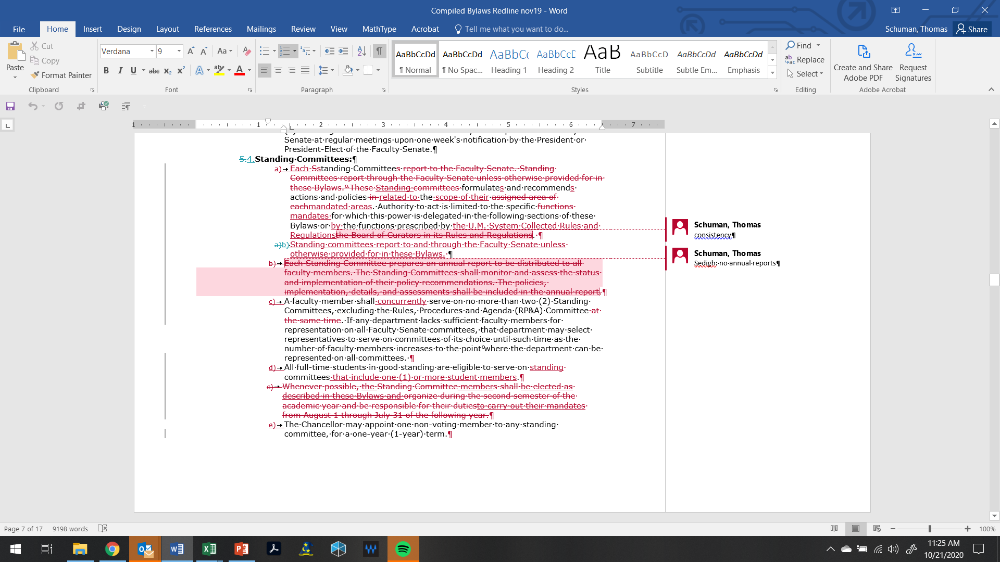 Compiled Bylaws Redline nov19 - Word
File Home Insert Design Layout References Mailings Review View MathType Acrobat Tell me what you want to do... Schuman, Thomas Share
Paste
Cut
Copy
Format Painter
Clipboard
Verdana 9
Font
Paragraph
AaBbCcDd AaBbCcDd AaBbCc AaBbCcD AaB AaBbCcD AaBbCcDd AaBbCcDd
¶ Normal ¶ No Spac... Heading 1 Heading 2 Title Subtitle Subtle Em... Emphasis
Styles
Find
Replace
Select
Editing
Create and Share Adobe PDF
Request Signatures
Adobe Acrobat
1 1 2 3 4 5 6 7
Senate at regular meetings upon one week's notification by the President or
President-Elect of the Faculty Senate.¶
5.4. Standing Committees:¶
a) Each Sstanding Committees report to the Faculty Senate. Standing
Committees report through the Faculty Senate unless otherwise provided for in
these Bylaws. These Standing committees formulates and recommends
actions and policies in related to the scope of their assigned area of
eachmandated areas. Authority to act is limited to the specific functions
mandates for which this power is delegated in the following sections of these
Bylaws or by the functions prescribed by the U.M. System Collected Rules and
Regulationsthe Board of Curators in its Rules and Regulations. ¶
a)b) Standing committees report to and through the Faculty Senate unless
otherwise provided for in these Bylaws. ¶
b) Each Standing Committee prepares an annual report to be distributed to all
faculty members. The Standing Committees shall monitor and assess the status
and implementation of their policy recommendations. The policies,
implementation, details, and assessments shall be included in the annual report.¶
c) A faculty member shall concurrently serve on no more than two (2) Standing
Committees, excluding the Rules, Procedures and Agenda (RP&A) Committee at
the same time. If any department lacks sufficient faculty members for
representation on all Faculty Senate committees, that department may select
representatives to serve on committees of its choice until such time as the
number of faculty members increases to the point where the department can be
represented on all committees. ¶
d) All full-time students in good standing are eligible to serve on standing
committees that include one (1) or more student members.¶
c) Whenever possible, the Standing Committee members shall be elected as
described in these Bylaws and organize during the second semester of the
academic year and be responsible for their dutiesto carry out their mandates
from August 1 through July 31 of the following year.¶
e) The Chancellor may appoint one non-voting member to any standing
committee, for a one-year (1-year) term.¶
Schuman, Thomas
consistency¶
Schuman, Thomas
Sedigh: no annual reports¶
Page 7 of 17 9198 words 100%
11:25 AM
10/21/2020